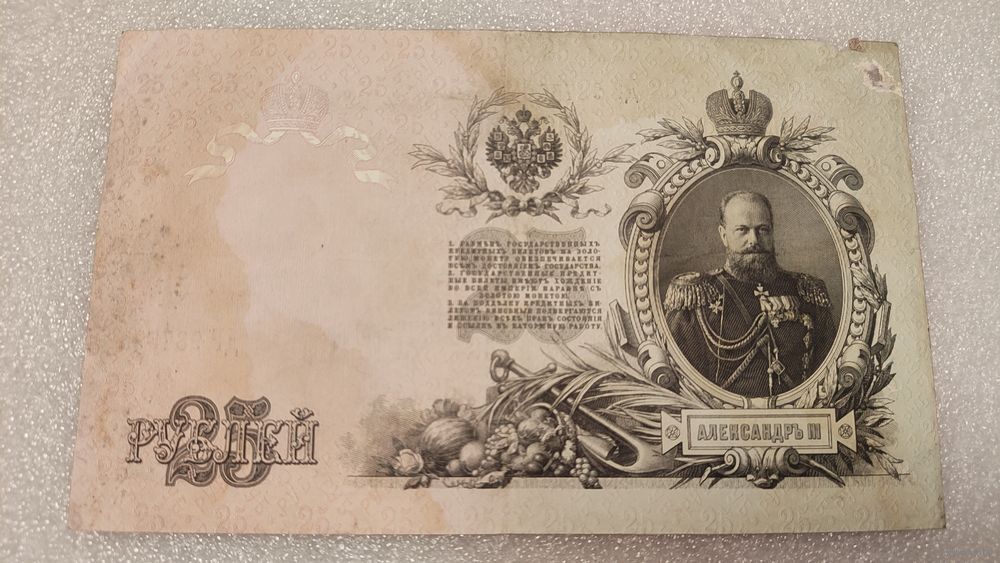 1. РАЗМѢНЪ ГОСУДАРСТВЕННЫХЪ
КРЕДИТНЫХЪ БИЛЕТОВЪ НА ЗОЛО-
ТУЮ МОНЕТУ ОБЕЗПЕЧИВАЕТСЯ
ВСѢМЪ ДОСТОЯНІЕМЪ ГОСУДАРСТВА.
2. ГОСУДАРСТВЕННЫЕ КРЕДИТ-
НЫЕ БИЛЕТЫ ИМѢЮТЪ ХОЖДЕНІЕ
ВО ВСЕЙ ИМПЕРІИ НАРАВНѢ СЪ
ЗОЛОТОЮ МОНЕТОЮ.
3. ЗА ПОДДѢЛКУ КРЕДИТНЫХЪ БИ-
ЛЕТОВЪ ВИНОВНЫЕ ПОДВЕРГАЮТСЯ
ЛИШЕНІЮ ВСѢХЪ ПРАВЪ СОСТОЯНІЯ
И ССЫЛКѢ ВЪ КАТОРЖНУЮ РАБОТУ.
25
25 РУБЛЕЙ
АЛЕКСАНДРЪ III